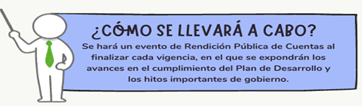 ¿CÓMO SE LLEVARÁ A CABO?
Se hará un evento de Rendición Pública de Cuentas al
finalizar cada vigencia, en el que se expondrán los
avances en el cumplimiento del Plan de Desarrollo y
los hitos importantes de gobierno.